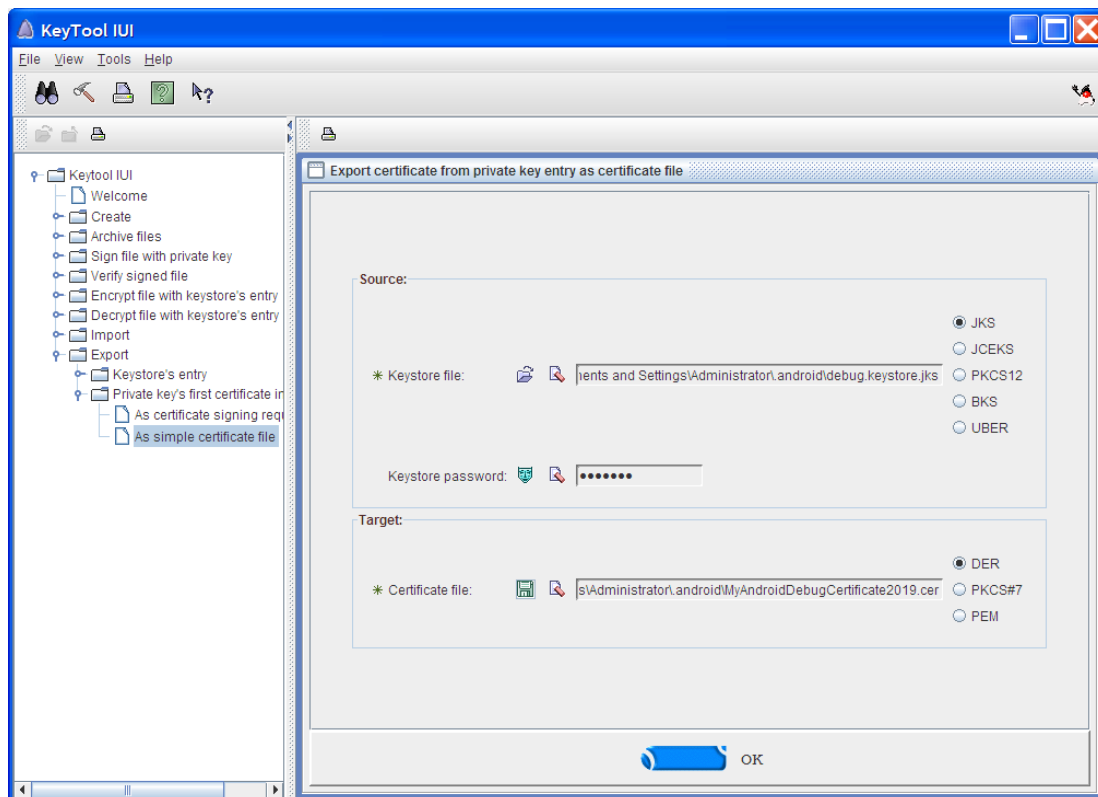 KeyTool IUI
File View Tools Help
Keytool IUI
Welcome
Create
Archive files
Sign file with private key
Verify signed file
Encrypt file with keystore's entry
Decrypt file with keystore's entry
Import
Export
Keystore's entry
Private key's first certificate in
As certificate signing requ
As simple certificate file
Export certificate from private key entry as certificate file
Source:
Keystore file:
nents and Settings\Administrator\.android\debug.keystore.jks
JKS
JCEKS
PKCS12
BKS
UBER
Keystore password:
•••••••
Target:
Certificate file:
s\Administrator\.android\MyAndroidDebugCertificate2019.cer
DER
PKCS#7
PEM
OK